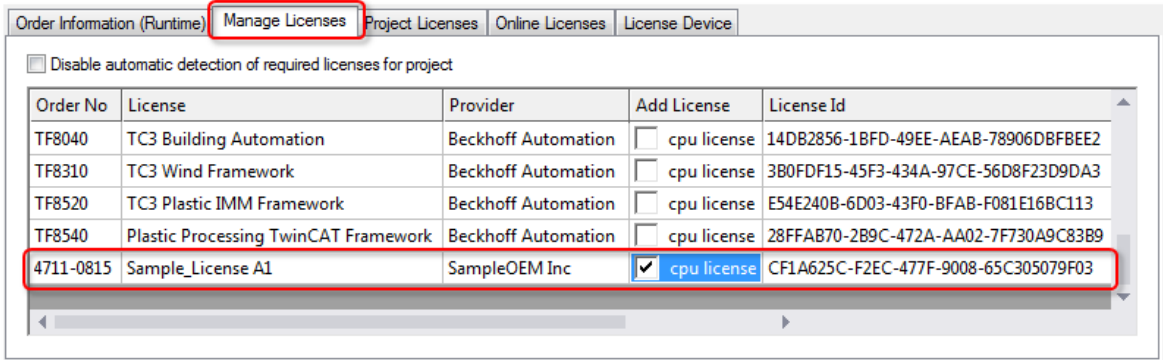 Order Information (Runtime) Manage Licenses Project Licenses Online Licenses License Device
Disable automatic detection of required licenses for project
Order No License Provider Add License License Id
TF8040 TC3 Building Automation Beckhoff Automation cpu license 14DB2856-1BFD-49EE-AEAB-78906DBFBEE2
TF8310 TC3 Wind Framework Beckhoff Automation cpu license 3B0FDF15-45F3-434A-97CE-56D8F23D9DA3
TF8520 TC3 Plastic IMM Framework Beckhoff Automation cpu license E54E240B-6D03-43F0-BFAB-F081E16BC113
TF8540 Plastic Processing TwinCAT Framework Beckhoff Automation cpu license 28FFAB70-2B9C-472A-AA02-7F730A9C83B9
4711-0815 Sample_License A1 SampleOEM Inc cpu license CF1A625C-F2EC-477F-9008-65C305079F03